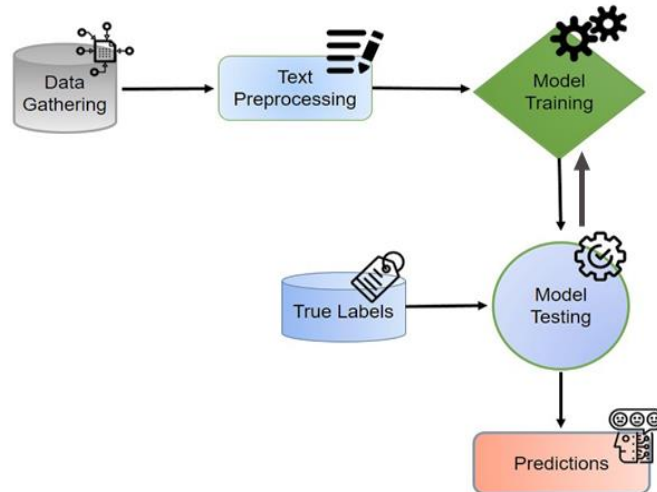 Data
Gathering
Text
Preprocessing
Model
Training
True Labels
Model
Testing
Predictions